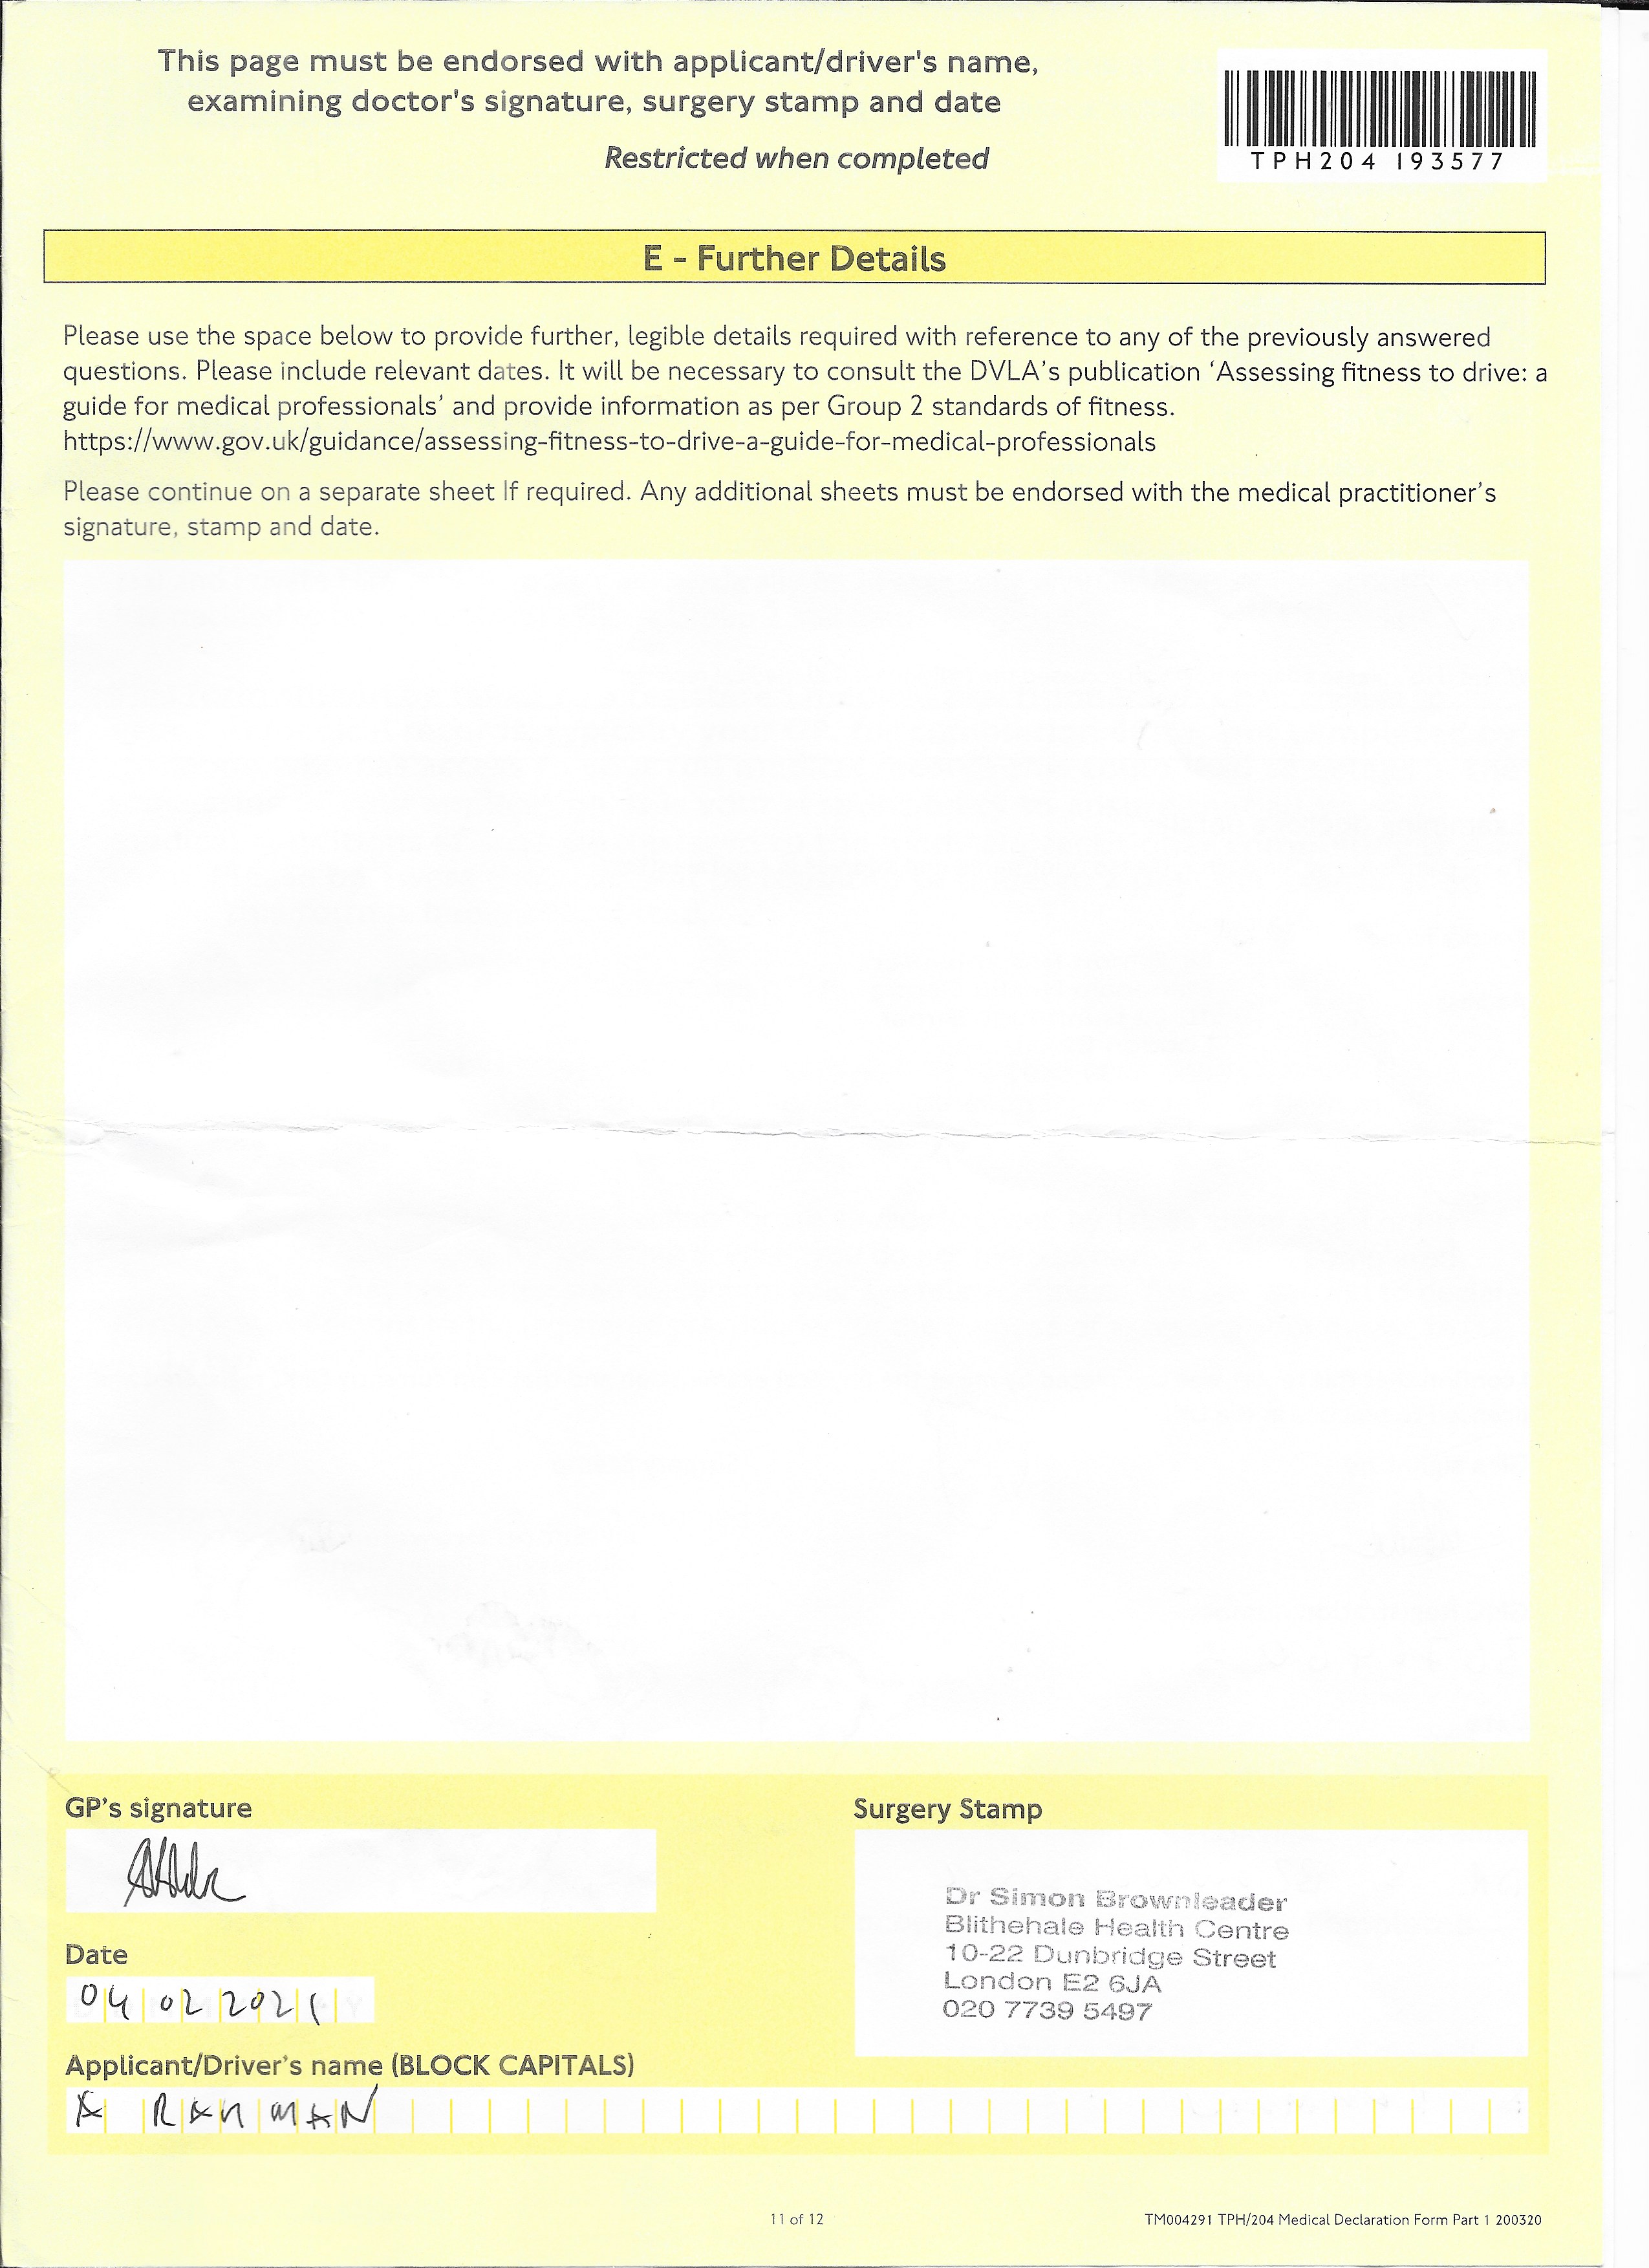 This page must be endorsed with applicant/driver's name,
examining doctor's signature, surgery stamp and date
Restricted when completed
TPH204 193577
E - Further Details
Please use the space below to provide further, legible details required with reference to any of the previously answered
questions. Please include relevant dates. It will be necessary to consult the DVLA's publication 'Assessing fitness to drive: a
guide for medical professionals' and provide information as per Group 2 standards of fitness.
https://www.gov.uk/guidance/assessing-fitness-to-drive-a-guide-for-medical-professionals
Please continue on a separate sheet If required. Any additional sheets must be endorsed with the medical practitioner's
signature, stamp and date.
GP's signature
Surgery Stamp
Dr Simon Brownleader
Blithehale Health Centre
10-22 Dunbridge Street
London E2 6JA
020 7739 5497
Date
04 02 2021
Applicant/Driver's name (BLOCK CAPITALS)
A RAHMAN
11 of 12
TM004291 TPH/204 Medical Declaration Form Part 1 200320